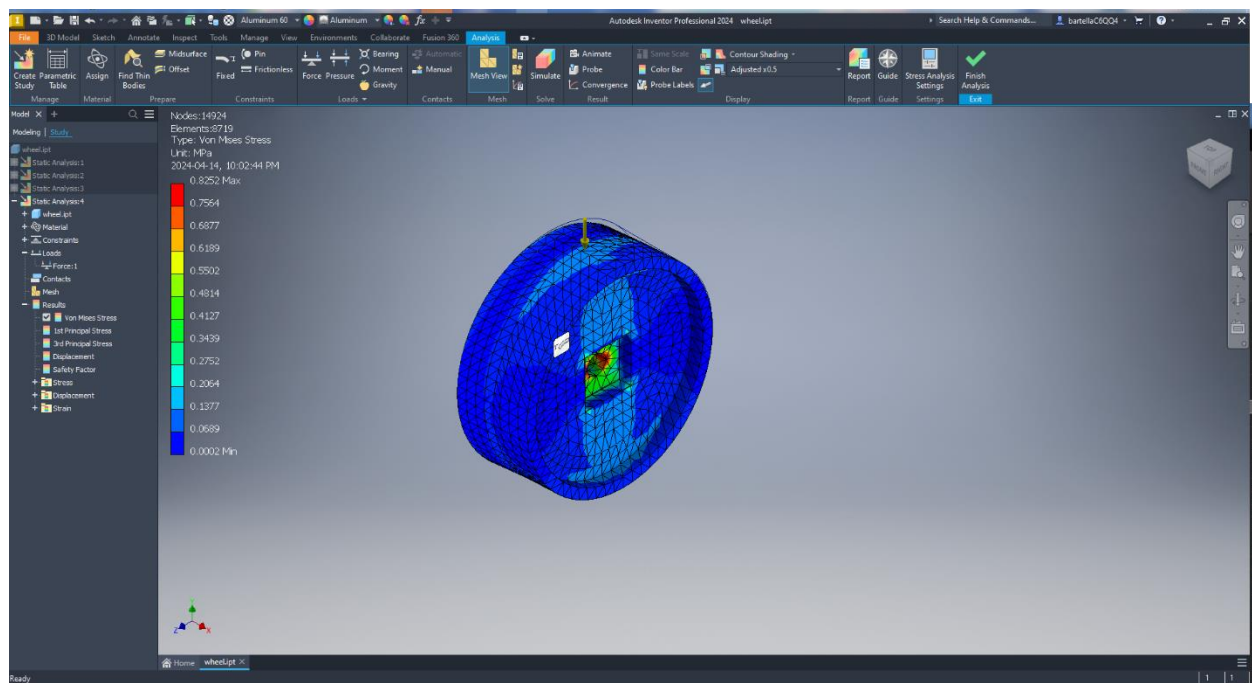 Aluminum 60
Aluminum
Autodesk Inventor Professional 2024 wheel.ipt
Search Help & Commands...
bartellaC6QQ4
File 3D Model Sketch Annotate Inspect Tools Manage View Environments Collaborate Fusion 360 Analysis
Create Study
Parametric Table
Assign
Find Thin Bodies
Midsurface
Offset
Fixed
Pin
Frictionless
Force
Pressure
Bearing
Moment
Gravity
Automatic
Manual
Mesh View
Simulate
Animate
Probe
Convergence
Same Scale
Color Bar
Probe Labels
Contour Shading
Adjusted x0.5
Report
Guide
Stress Analysis Settings
Finish Analysis
Manage Material Prepare Constraints Loads Contacts Mesh Solve Result Display Report Guide Settings Exit
Model
Modeling | Study
wheel.ipt
Static Analysis:1
Static Analysis:2
Static Analysis:3
Static Analysis:4
wheel.ipt
Material
Constraints
Loads
Force:1
Contacts
Mesh
Results
Von Mises Stress
1st Principal Stress
3rd Principal Stress
Displacement
Safety Factor
Stress
Displacement
Strain
Nodes:14924
Elements:8719
Type: Von Mises Stress
Unit: MPa
2024-04-14, 10:02:44 PM
0.8252 Max
0.7564
0.6877
0.6189
0.5502
0.4814
0.4127
0.3439
0.2752
0.2064
0.1377
0.0689
0.0002 Min
Z
X
Home wheel.ipt
Ready
1 1